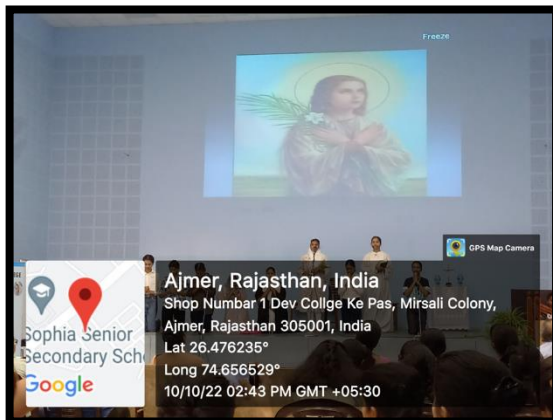 Freeze
GPS Map Camera
Ajmer, Rajasthan, India
Shop Numbar 1 Dev Collge Ke Pas, Mirsali Colony,
Ajmer, Rajasthan 305001, India
Lat 26.476235°
Long 74.656529°
10/10/22 02:43 PM GMT +05:30
Sophia Senior
Secondary Sch
Google